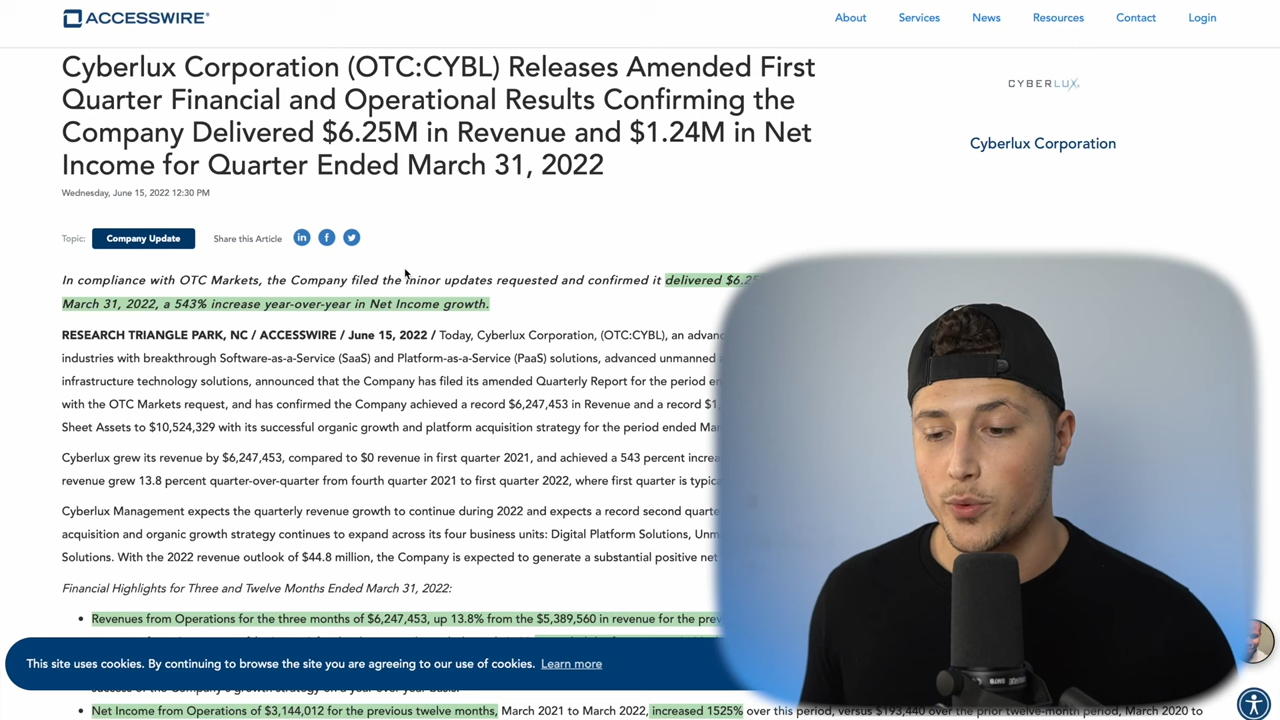 ACCESSWIRE®
About Services News Resources Contact Login
Cyberlux Corporation (OTC:CYBL) Releases Amended First
Quarter Financial and Operational Results Confirming the
Company Delivered $6.25M in Revenue and $1.24M in Net
Income for Quarter Ended March 31, 2022
CYBERLUX
Cyberlux Corporation
Wednesday, June 15, 2022 12:30 PM
Topic: Company Update Share this Article
In compliance with OTC Markets, the Company filed the minor updates requested and confirmed it delivered $6.25
March 31, 2022, a 543% increase year-over-year in Net Income growth.
RESEARCH TRIANGLE PARK, NC / ACCESSWIRE / June 15, 2022 / Today, Cyberlux Corporation, (OTC:CYBL), an advanc
industries with breakthrough Software-as-a-Service (SaaS) and Platform-as-a-Service (PaaS) solutions, advanced unmanned
infrastructure technology solutions, announced that the Company has filed its amended Quarterly Report for the period en
with the OTC Markets request, and has confirmed the Company achieved a record $6,247,453 in Revenue and a record $1,
Sheet Assets to $10,524,329 with its successful organic growth and platform acquisition strategy for the period ended Mar
Cyberlux grew its revenue by $6,247,453, compared to $0 revenue in first quarter 2021, and achieved a 543 percent increa
revenue grew 13.8 percent quarter-over-quarter from fourth quarter 2021 to first quarter 2022, where first quarter is typic
Cyberlux Management expects the quarterly revenue growth to continue during 2022 and expects a record second quarte
acquisition and organic growth strategy continues to expand across its four business units: Digital Platform Solutions, Unm
Solutions. With the 2022 revenue outlook of $44.8 million, the Company is expected to generate a substantial positive net
Financial Highlights for Three and Twelve Months Ended March 31, 2022:
• Revenues from Operations for the three months of $6,247,453, up 13.8% from the $5,389,560 in revenue for the prev
This site uses cookies. By continuing to browse the site you are agreeing to our use of cookies. Learn more
• Net Income from Operations of $3,144,012 for the previous twelve months, March 2021 to March 2022, increased 1525% over this period, versus $193,440 over the prior twelve-month period, March 2020 to